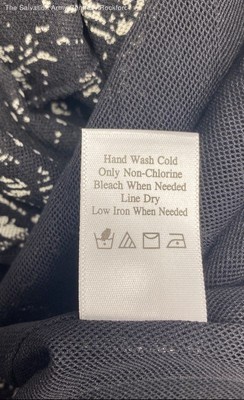 The Salvation Army
Rockford
Hand Wash Cold
Only Non-Chlorine
Bleach When Needed
Line Dry
Low Iron When Needed